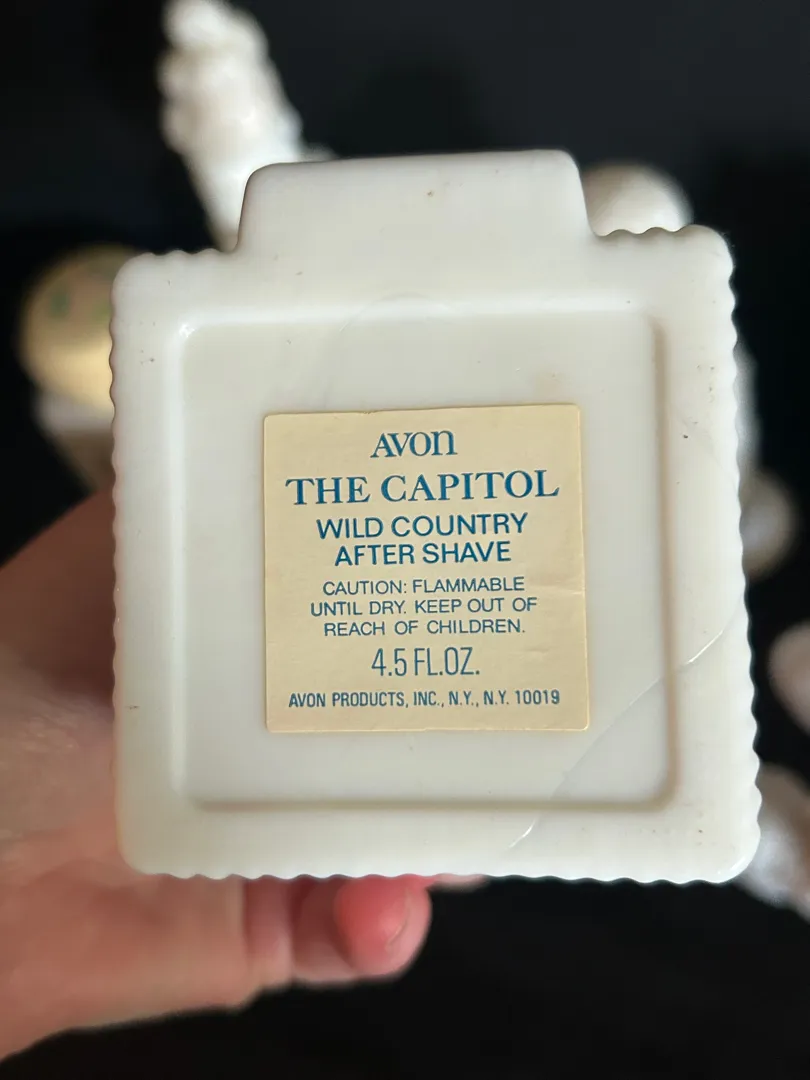 AVON
THE CAPITOL
WILD COUNTRY
AFTER SHAVE
CAUTION: FLAMMABLE
UNTIL DRY. KEEP OUT OF
REACH OF CHILDREN.
4.5 FL.OZ.
AVON PRODUCTS, INC., N.Y., N.Y. 10019